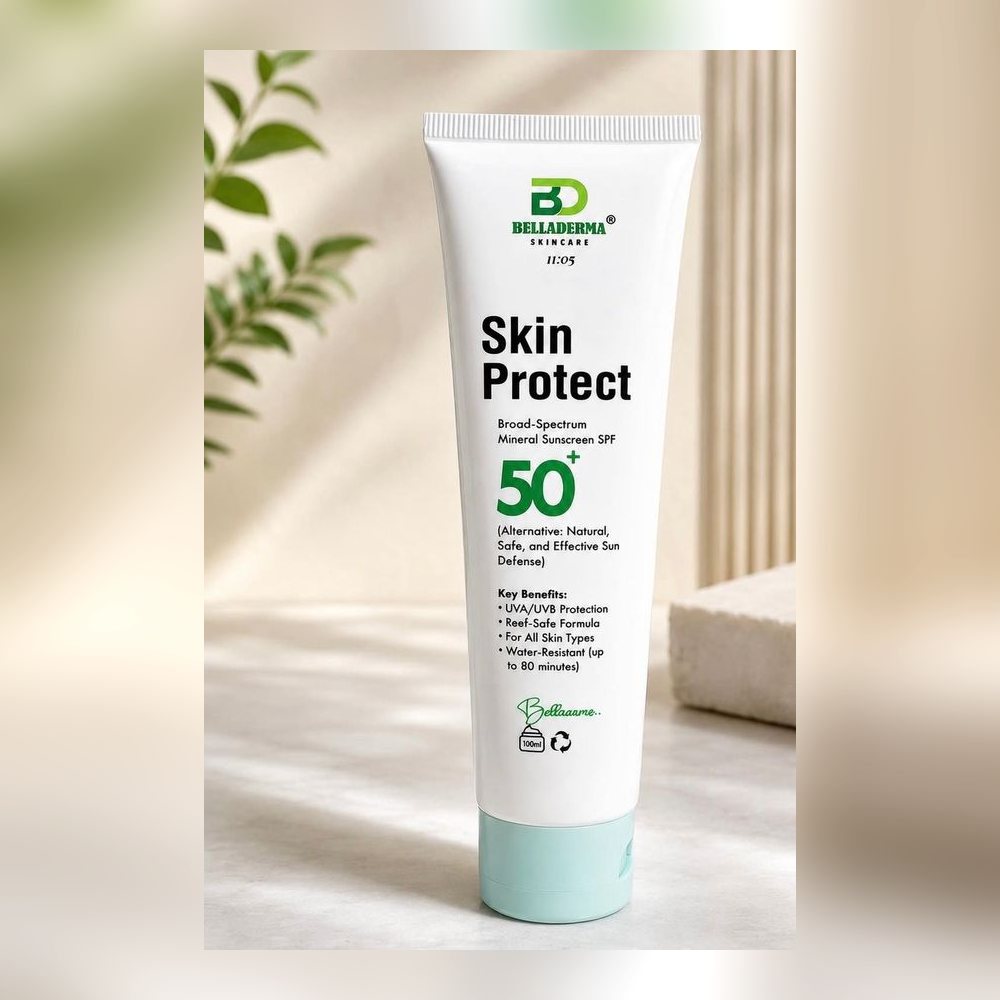 BD
BELLADERMA®
SKINCARE
11:05
Skin
Protect
Broad-Spectrum
Mineral Sunscreen SPF
50+
(Alternative: Natural,
Safe, and Effective Sun
Defense)
Key Benefits:
• UVA/UVB Protection
• Reef-Safe Formula
• For All Skin Types
• Water-Resistant (up
to 80 minutes)
Bellaaame..
100ml